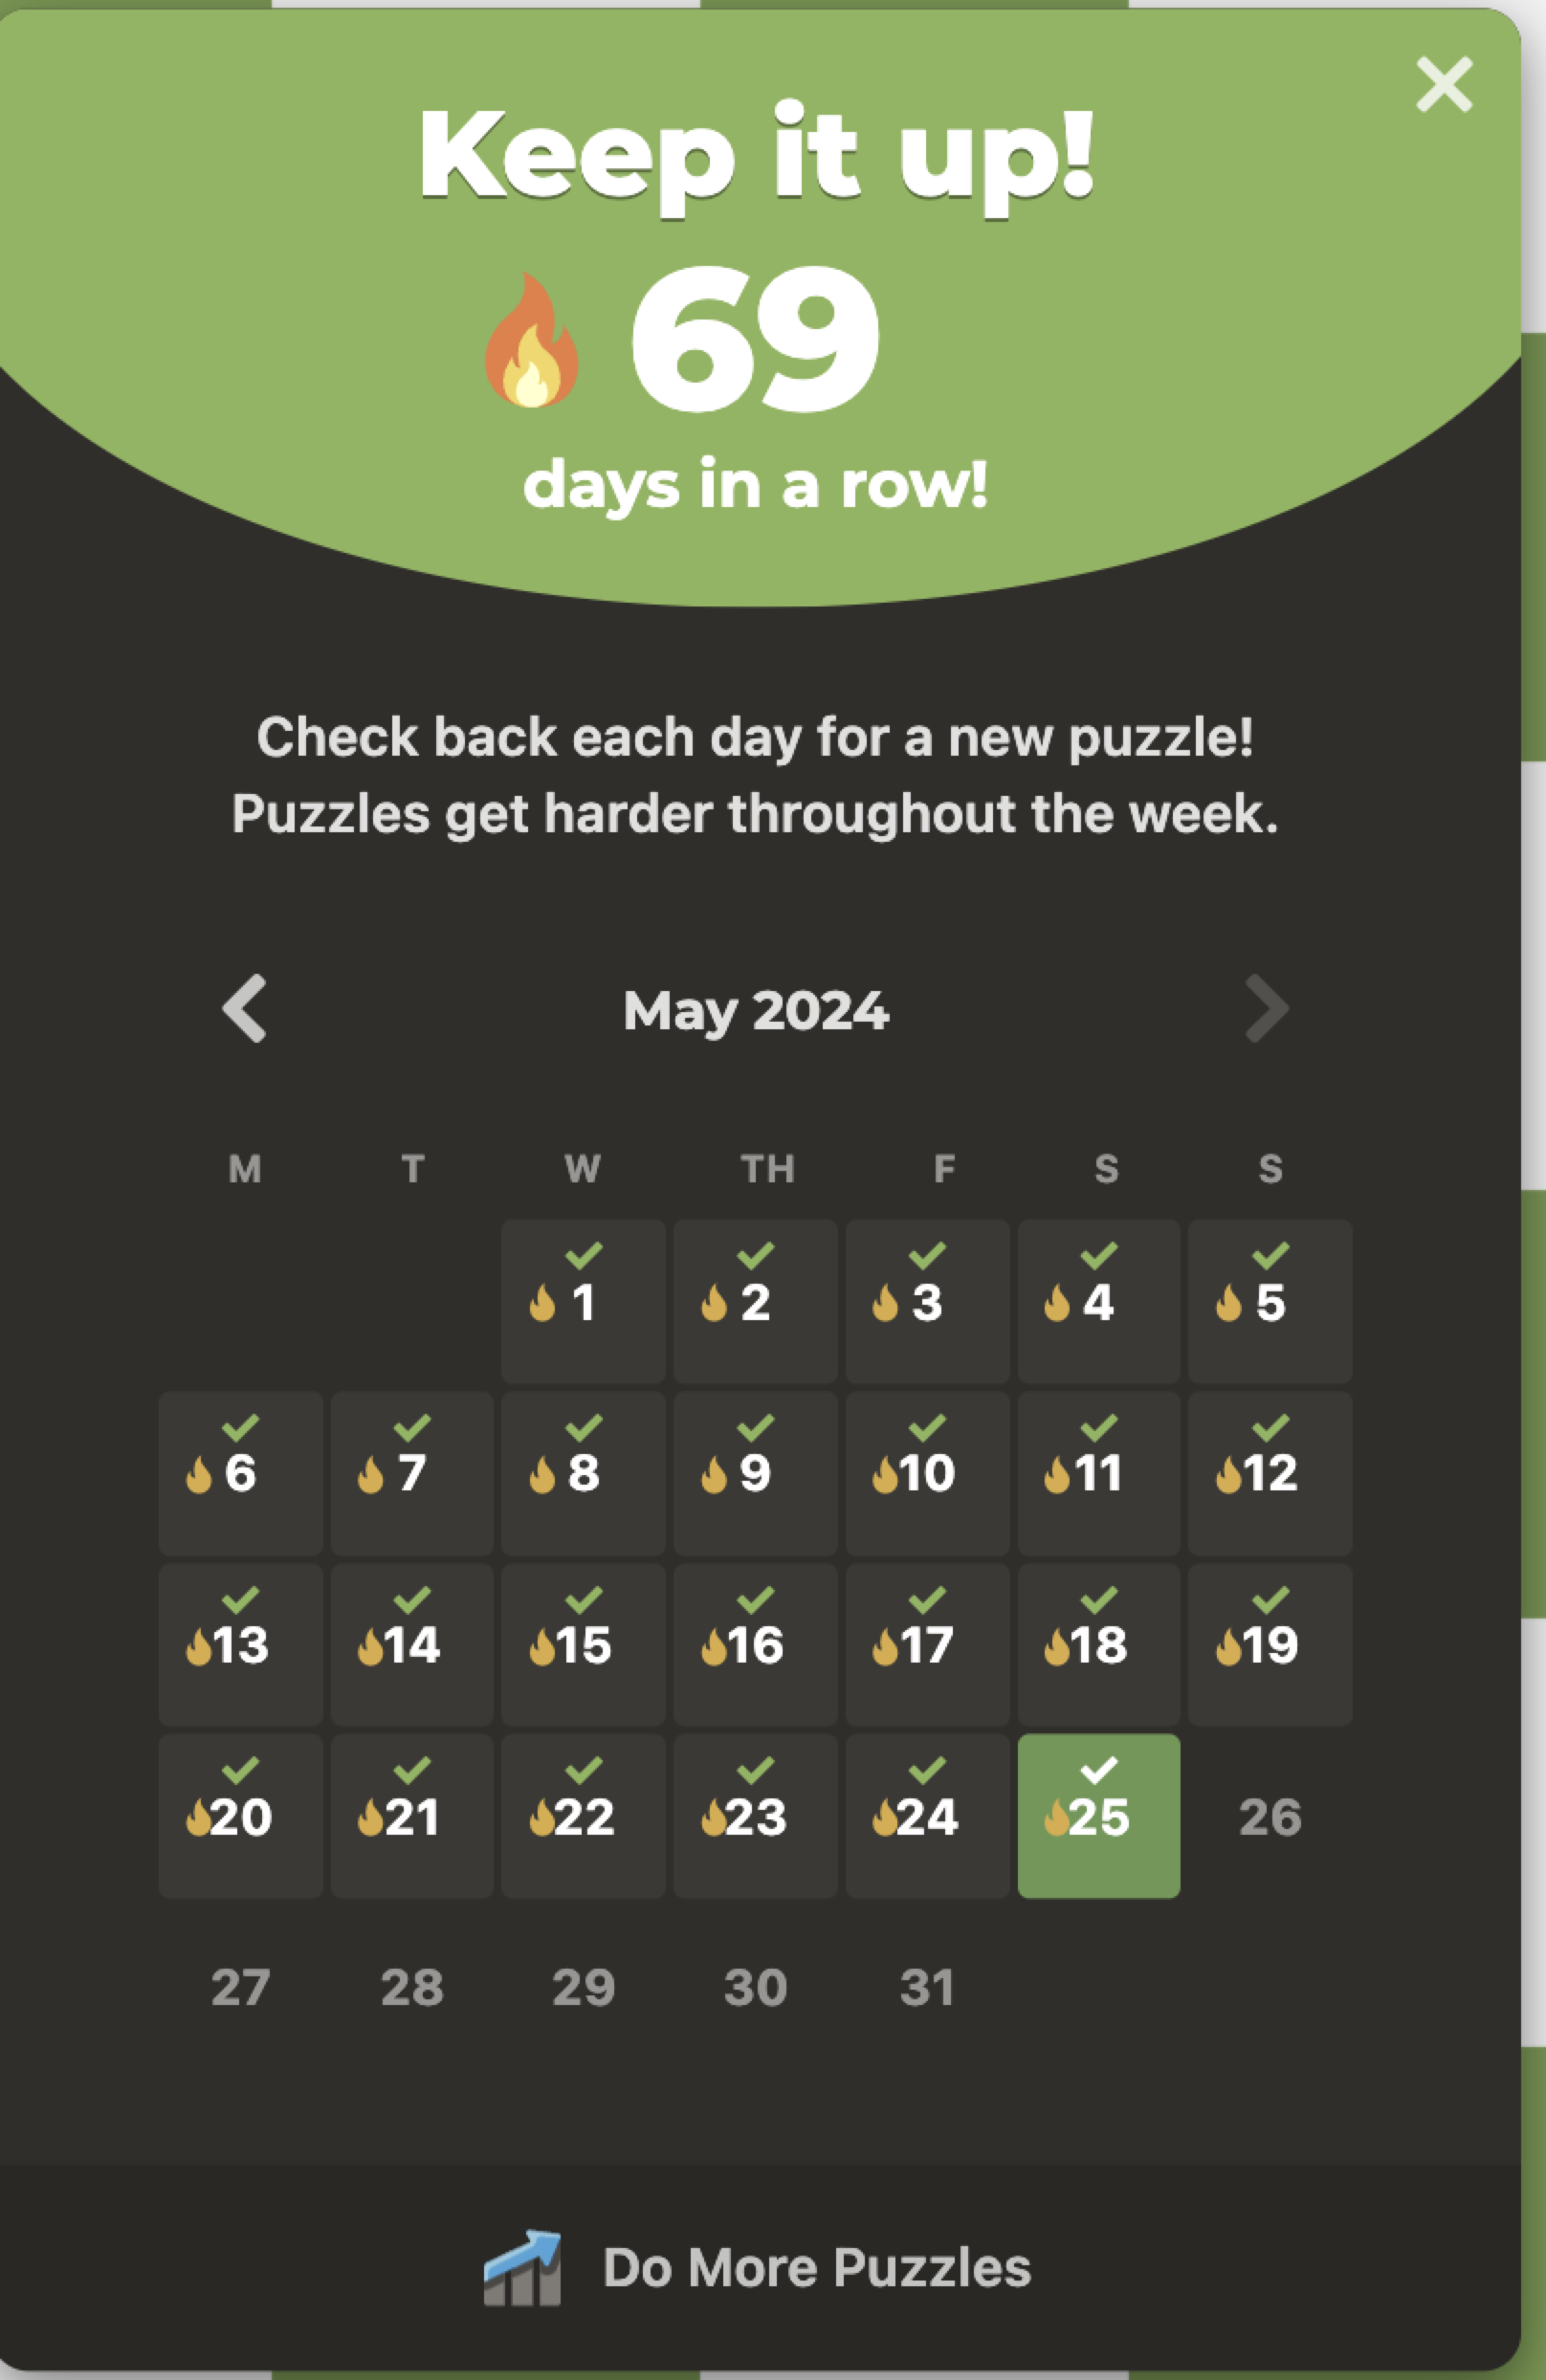 Keep it up!
69
days in a row!
Check back each day for a new puzzle!
Puzzles get harder throughout the week.
May 2024
M T W TH F S S
1 2 3 4 5
6 7 8 9 10 11 12
13 14 15 16 17 18 19
20 21 22 23 24 25 26
27 28 29 30 31
Do More Puzzles